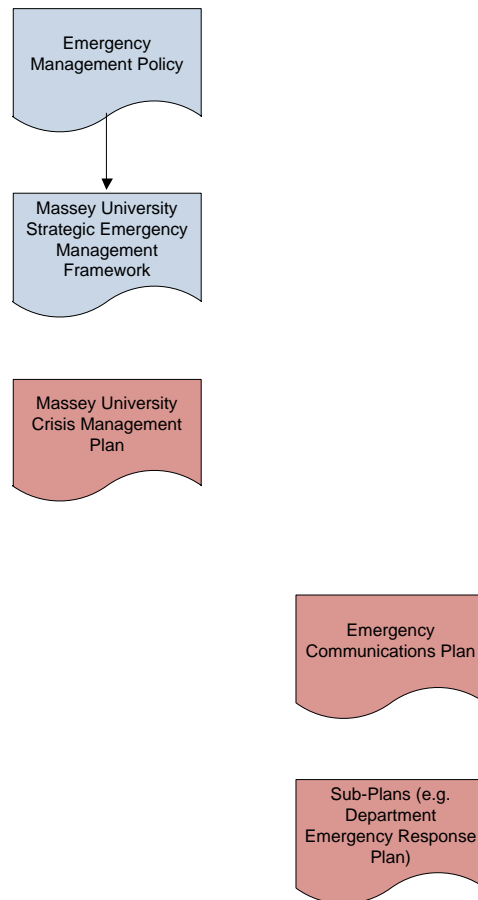 Emergency
Management Policy
Massey University
Strategic Emergency
Management
Framework
Massey University
Crisis Management
Plan
Emergency
Communications Plan
Sub-Plans (e.g.
Department
Emergency Response
Plan)